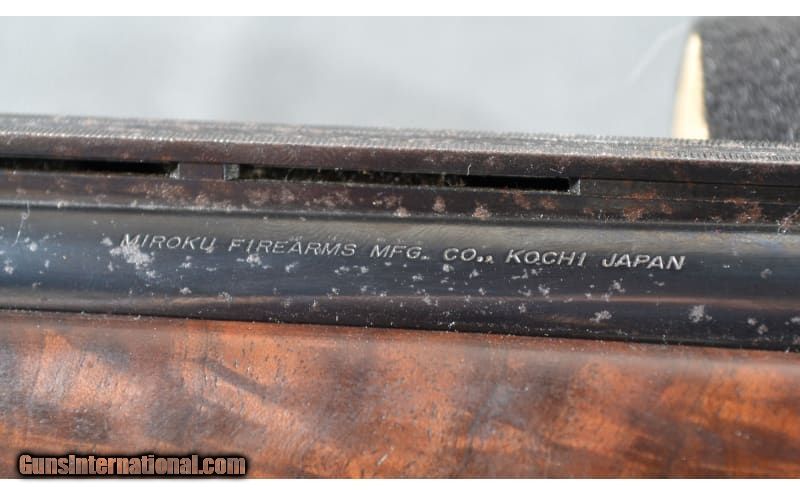 MIROKU FIREARMS MFG. CO., KOCHI JAPAN
GunsInternational.com